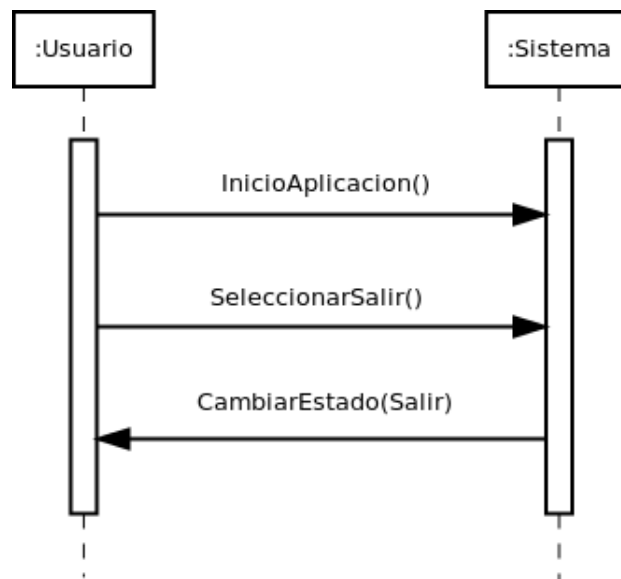 :Usuario
:Sistema
InicioAplicacion()
SeleccionarSalir()
CambiarEstado(Salir)